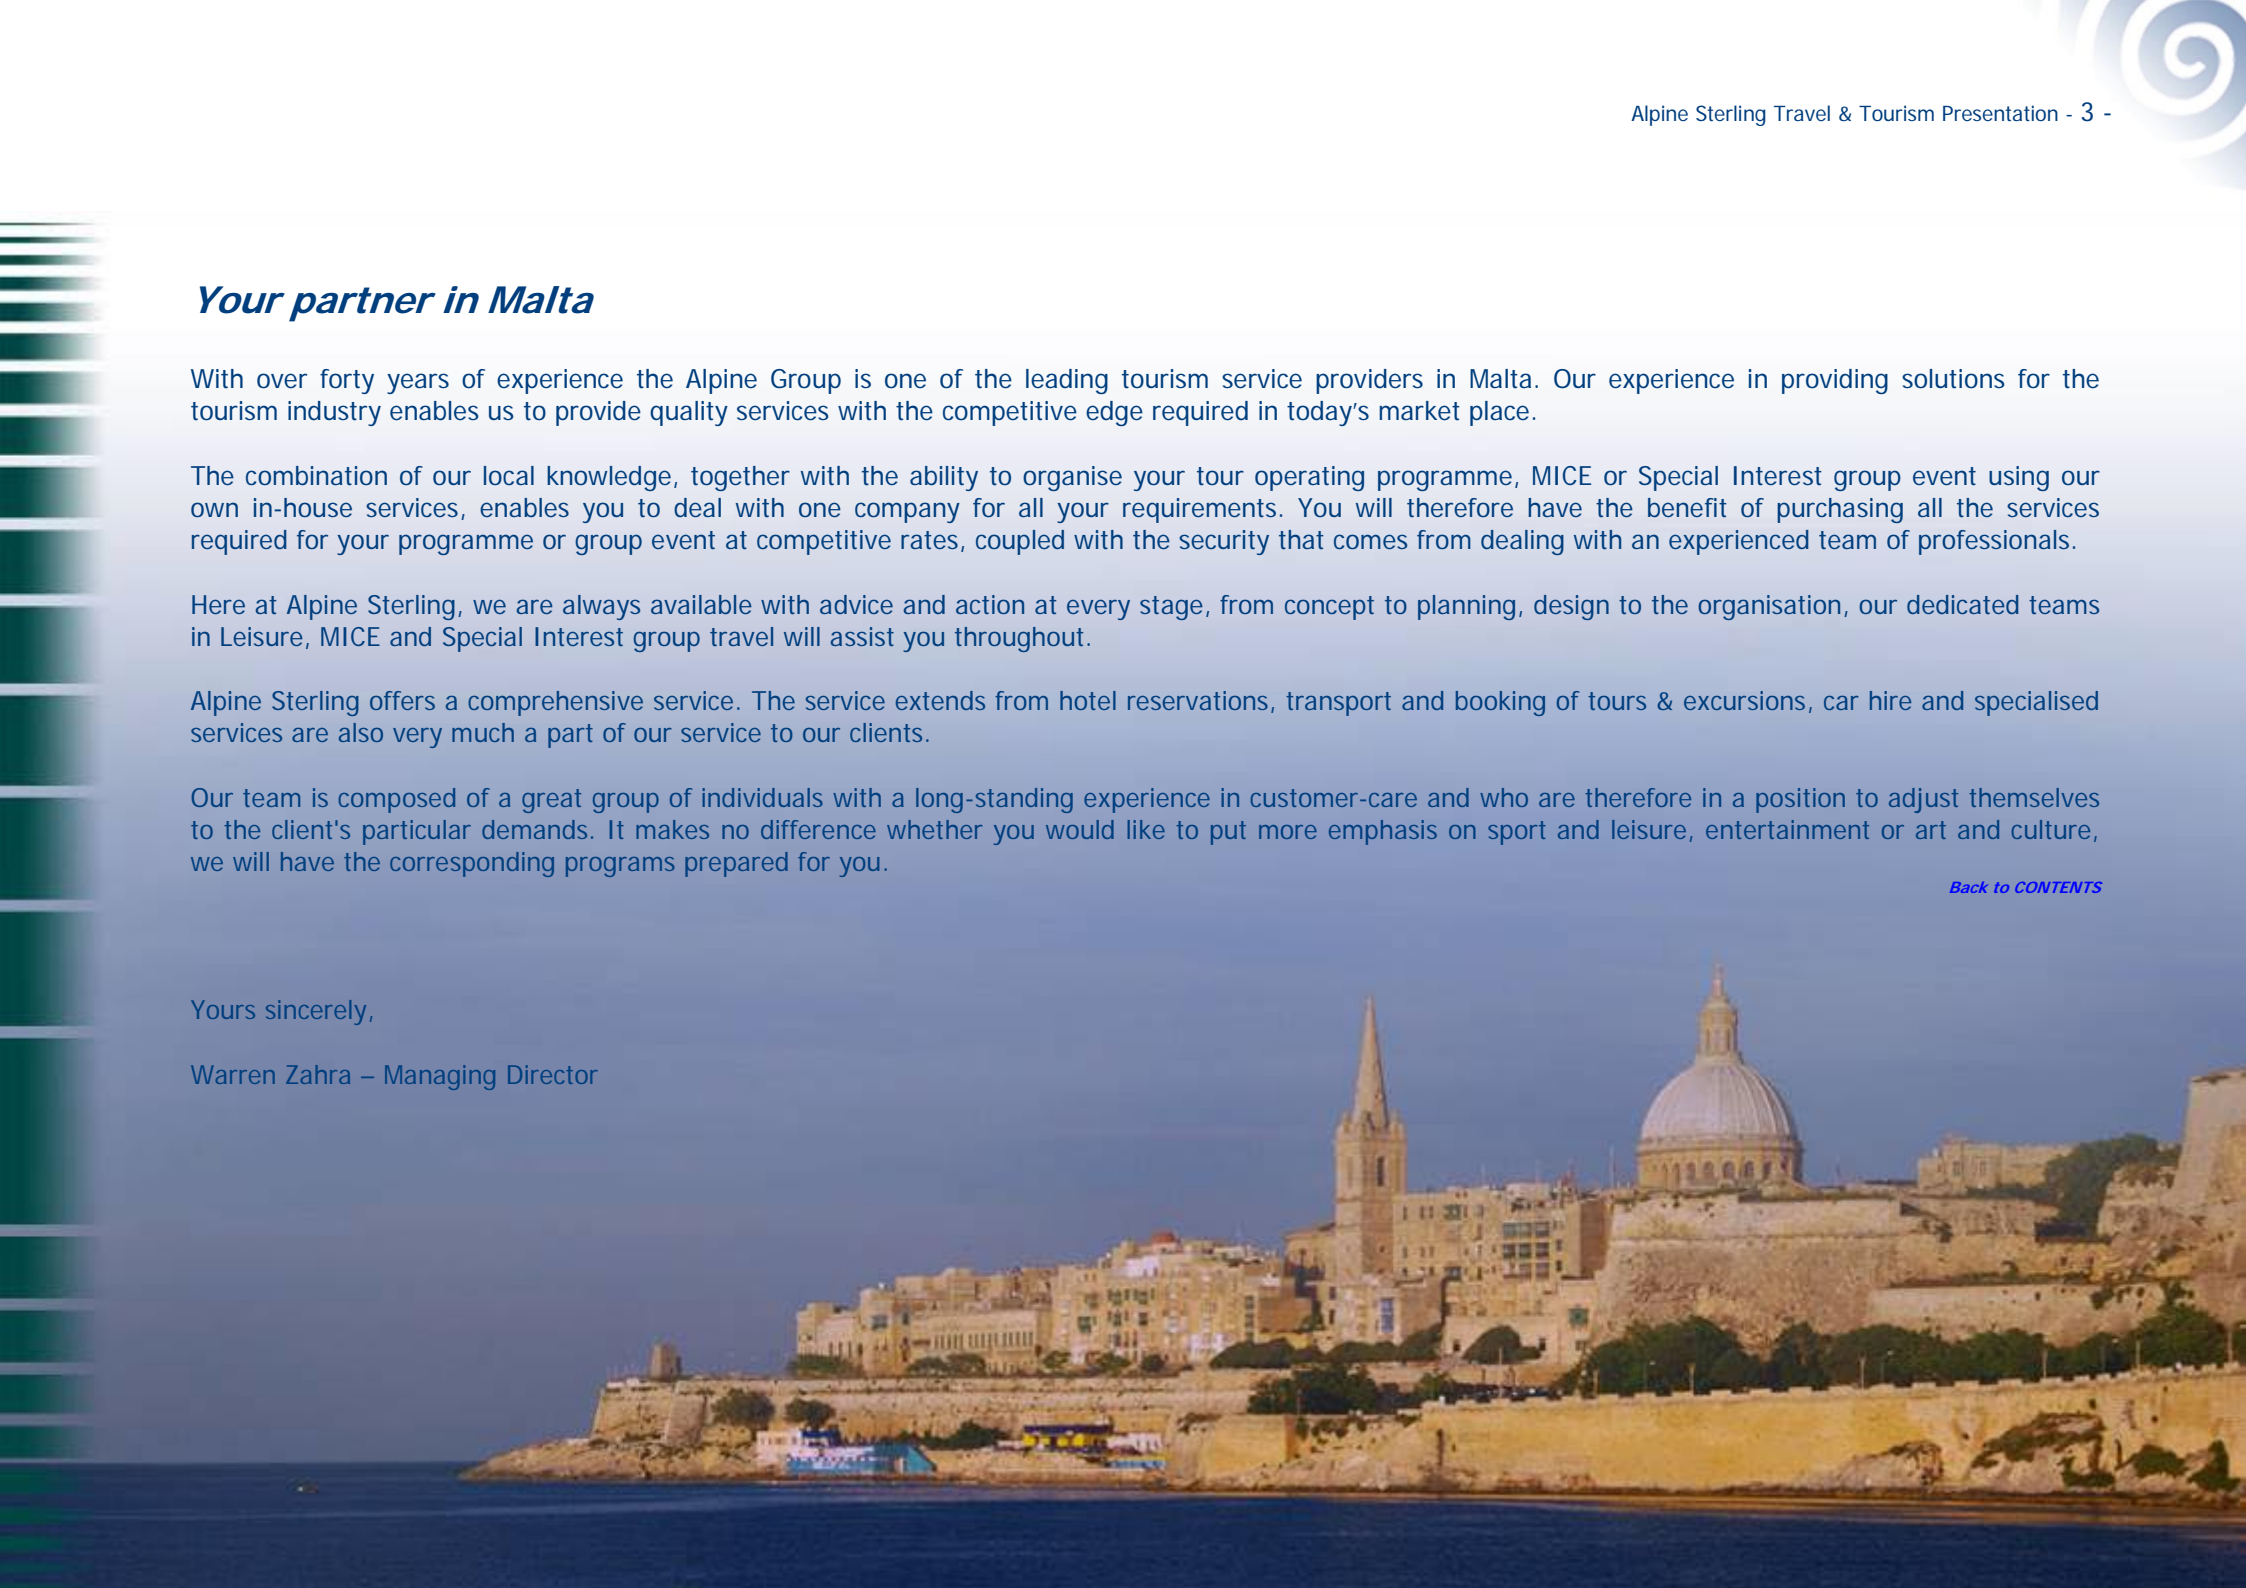 Alpine Sterling Travel & Tourism Presentation - 3 -
Your partner in Malta
With over forty years of experience the Alpine Group is one of the leading tourism service providers in Malta. Our experience in providing solutions for the
tourism industry enables us to provide quality services with the competitive edge required in today’s market place.
The combination of our local knowledge, together with the ability to organise your tour operating programme, MICE or Special Interest group event using our
own in-house services, enables you to deal with one company for all your requirements. You will therefore have the benefit of purchasing all the services
required for your programme or group event at competitive rates, coupled with the security that comes from dealing with an experienced team of professionals.
Here at Alpine Sterling, we are always available with advice and action at every stage, from concept to planning, design to the organisation, our dedicated teams
in Leisure, MICE and Special Interest group travel will assist you throughout.
Alpine Sterling offers a comprehensive service. The service extends from hotel reservations, transport and booking of tours & excursions, car hire and specialised
services are also very much a part of our service to our clients.
Our team is composed of a great group of individuals with a long-standing experience in customer-care and who are therefore in a position to adjust themselves
to the client's particular demands. It makes no difference whether you would like to put more emphasis on sport and leisure, entertainment or art and culture,
we will have the corresponding programs prepared for you.
Back to CONTENTS
Yours sincerely,
Warren Zahra – Managing Director